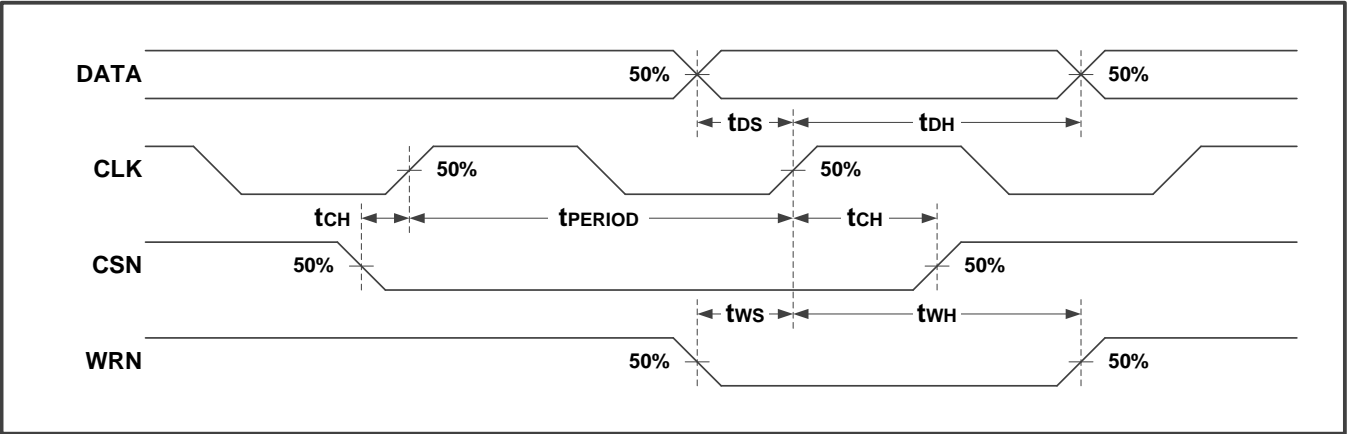 DATA 50% 50%
tDS tDH
CLK 50% 50%
tCH tPERIOD tCH
CSN 50% 50%
tWS tWH
WRN 50% 50%